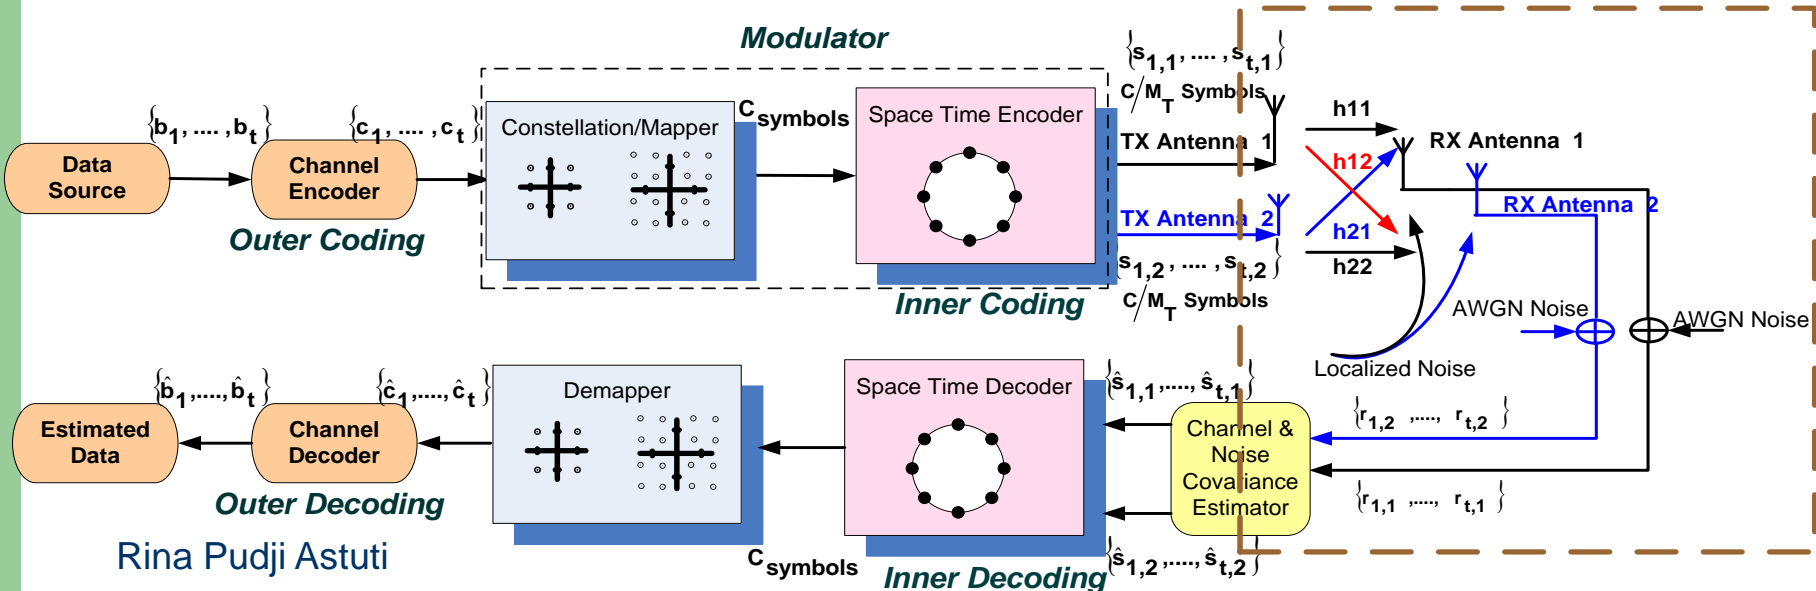 Modulator
{s1,1, .... ,st,1}
C/MT Symbols
{b1, .... ,bt}
{c1, .... , ct}
Csymbols
Data
Source
Channel
Encoder
Outer Coding
Constellation/Mapper
Space Time Encoder
Inner Coding
TX Antenna 1
TX Antenna 2
{s1,2, .... ,st,2}
C/MT Symbols
h11
h12
h21
h22
RX Antenna 1
RX Antenna 2
AWGN Noise
AWGN Noise
Localized Noise
{r1,2 ,...., rt,2 }
{r1,1 ,...., rt,1 }
Channel &
Noise
Covariance
Estimator
{ŝ1,1,...., ŝt,1}
{ŝ1,2,...., ŝt,2}
Space Time Decoder
Inner Decoding
Csymbols
Demapper
{ĉ1,...., ĉt}
Channel
Decoder
Outer Decoding
{b̂1,...., b̂t}
Estimated
Data
Rina Pudji Astuti